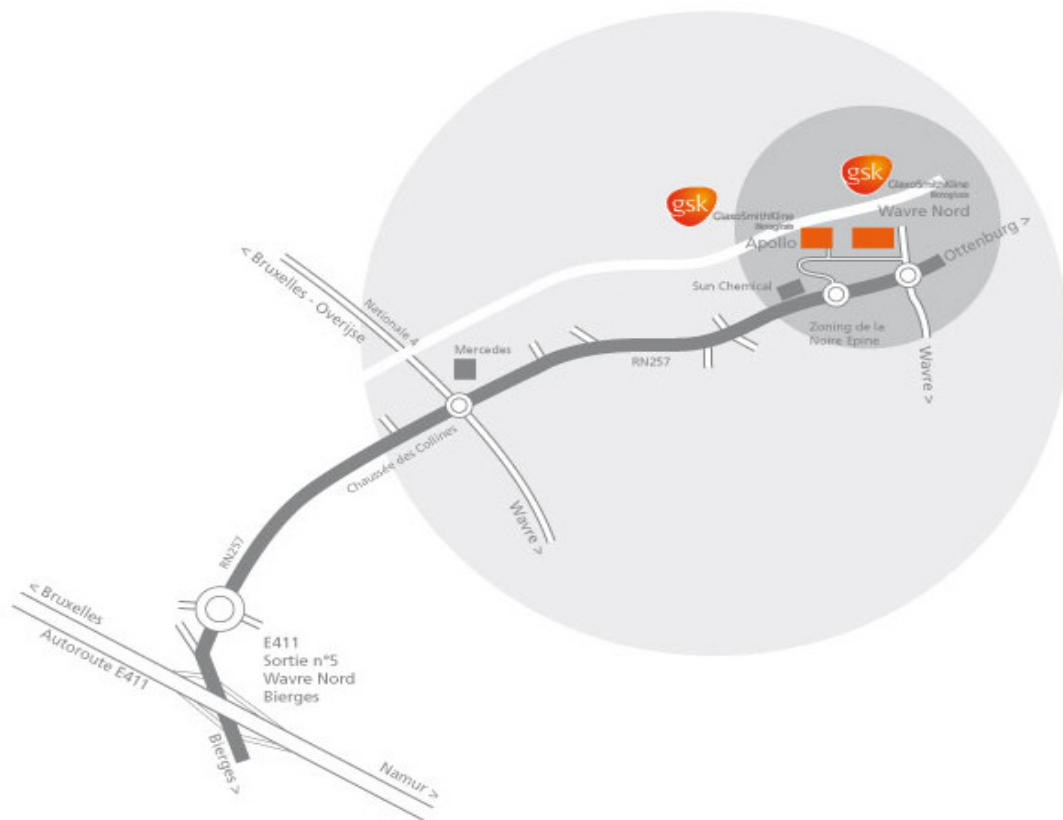 gsk
GlaxoSmithKline
Biologicals
Wavre Nord
gsk
GlaxoSmithKline
Biologicals
Apollo
Ottenburg >
Sun Chemical
Zoning de la
Noire Epine
Wavre >
< Bruxelles - Overijse
Nationale 4
Mercedes
RN257
Chaussée des Collines
Wavre >
RN257
< Bruxelles
Autoroute E411
E411
Sortie n°5
Wavre Nord
Bierges
Bierges >
Namur >